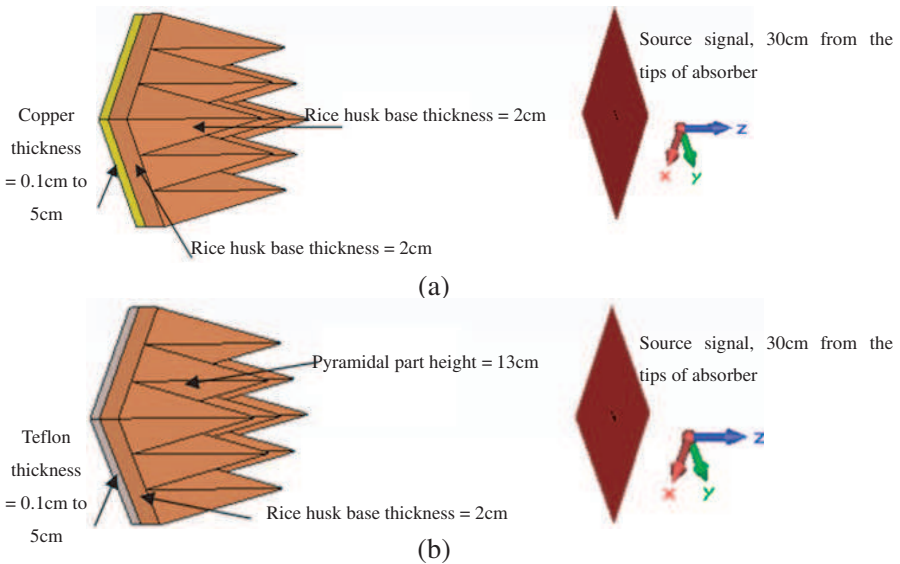 Source signal, 30cm from the
tips of absorber
Copper
thickness
= 0.1cm to
5cm
Rice husk base thickness = 2cm
Rice husk base thickness = 2cm
z
x
y
(a)
Source signal, 30cm from the
tips of absorber
Pyramidal part height = 13cm
Teflon
thickness
= 0.1cm to
5cm
Rice husk base thickness = 2cm
z
x
y
(b)